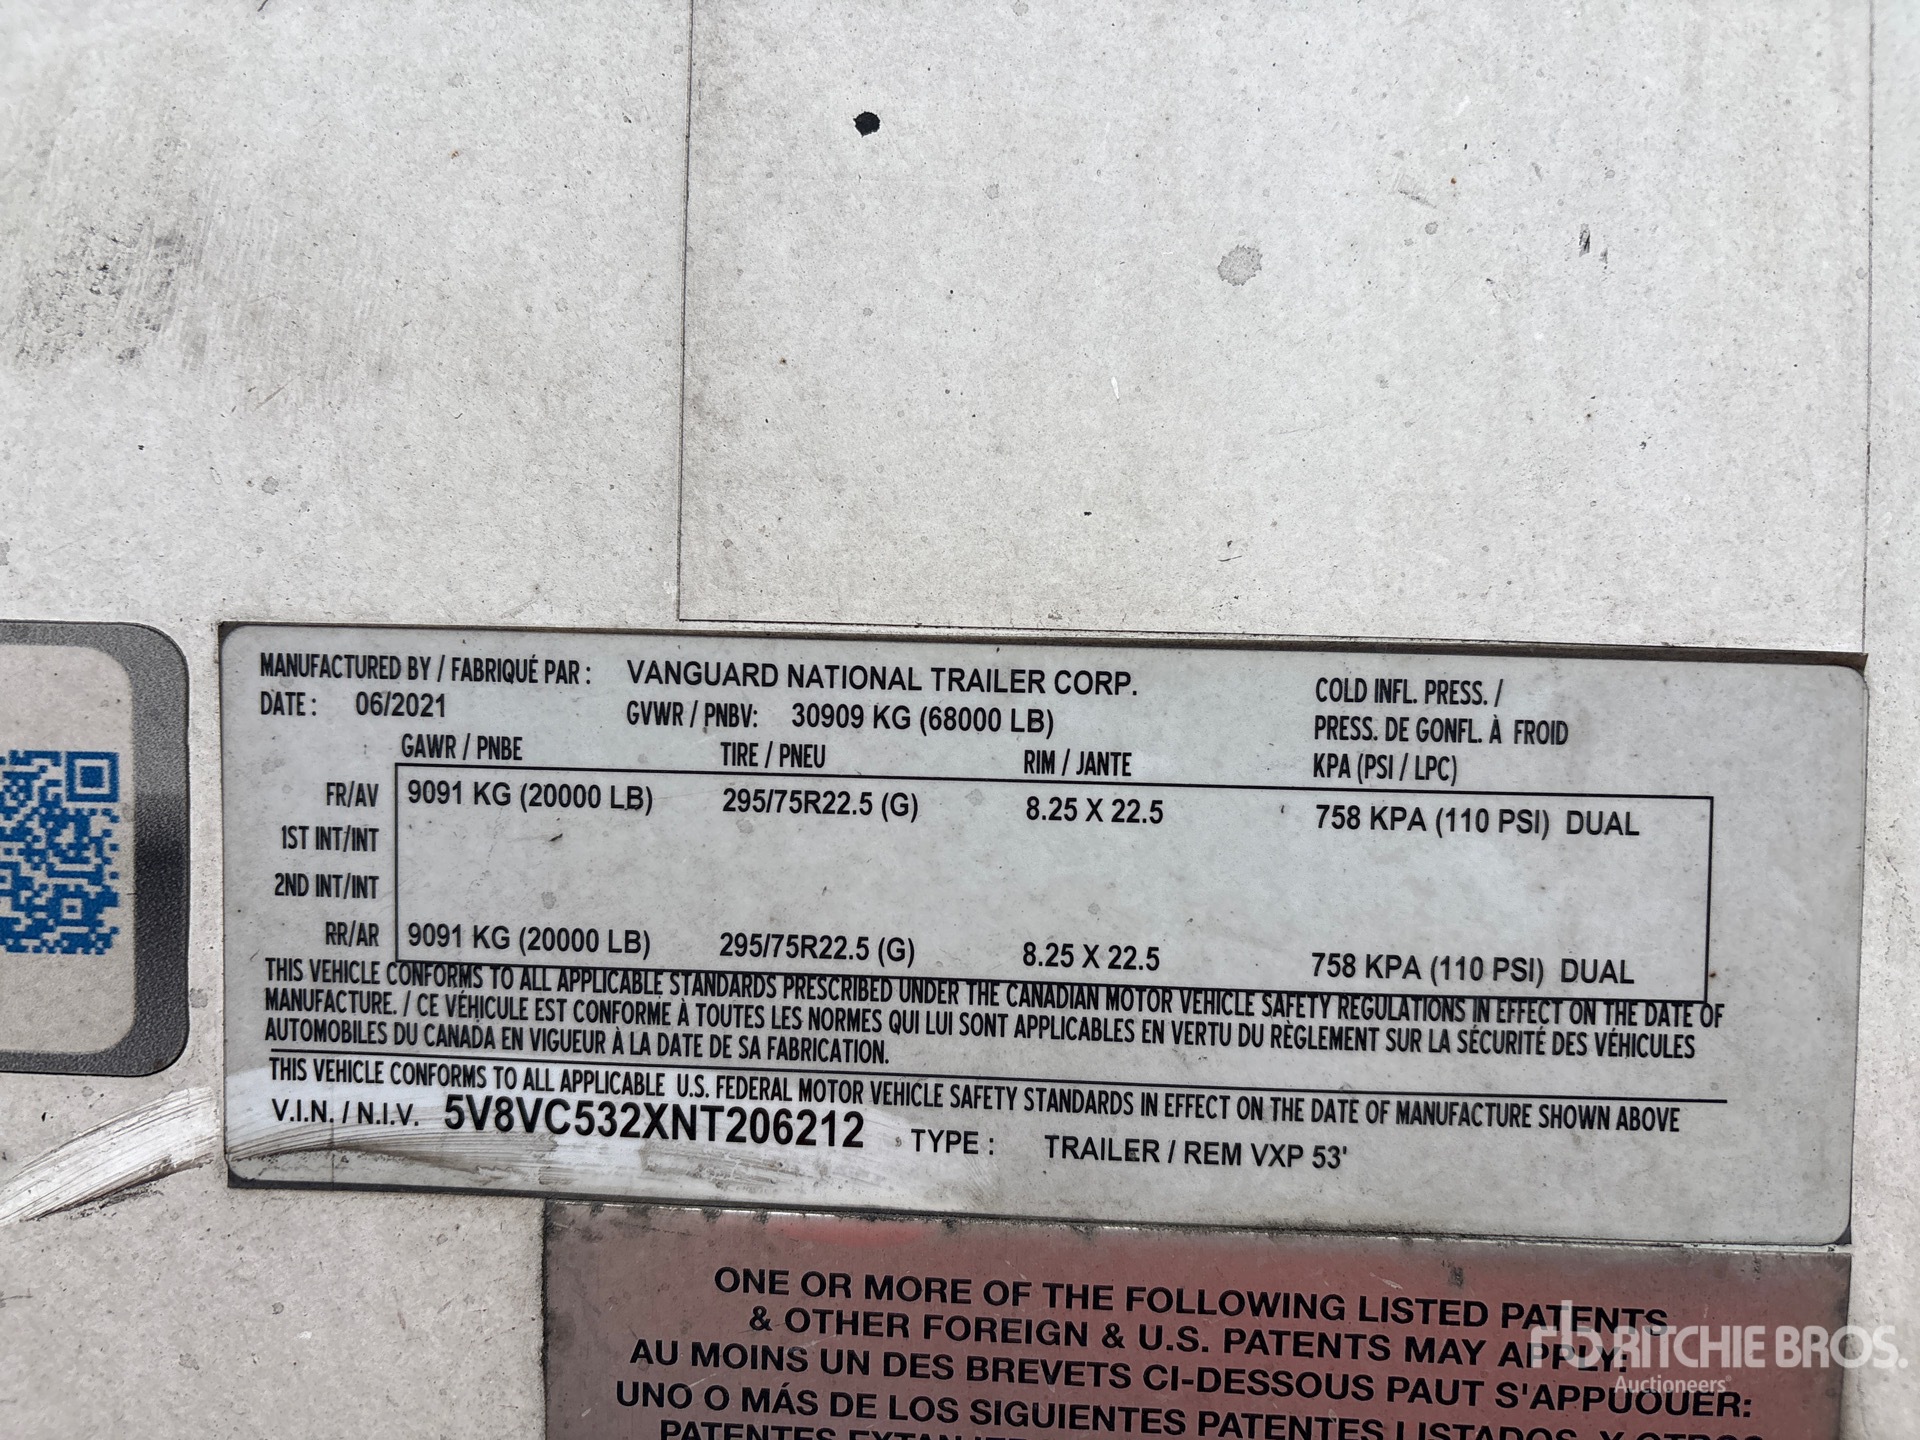 MANUFACTURED BY / FABRIQUÉ PAR : VANGUARD NATIONAL TRAILER CORP.
DATE : 06/2021 GVWR / PNBV: 30909 KG (68000 LB)
COLD INFL. PRESS. /
PRESS. DE GONFL. À FROID
KPA (PSI / LPC)
GAWR / PNBE TIRE / PNEU RIM / JANTE
FR/AV 9091 KG (20000 LB) 295/75R22.5 (G) 8.25 X 22.5 758 KPA (110 PSI) DUAL
1ST INT/INT
2ND INT/INT
RR/AR 9091 KG (20000 LB) 295/75R22.5 (G) 8.25 X 22.5 758 KPA (110 PSI) DUAL
THIS VEHICLE CONFORMS TO ALL APPLICABLE STANDARDS PRESCRIBED UNDER THE CANADIAN MOTOR VEHICLE SAFETY REGULATIONS IN EFFECT ON THE DATE OF
MANUFACTURE. / CE VÉHICULE EST CONFORME À TOUTES LES NORMES QUI LUI SONT APPLICABLES EN VERTU DU RÈGLEMENT SUR LA SÉCURITÉ DES VÉHICULES
AUTOMOBILES DU CANADA EN VIGUEUR À LA DATE DE SA FABRICATION.
THIS VEHICLE CONFORMS TO ALL APPLICABLE U.S. FEDERAL MOTOR VEHICLE SAFETY STANDARDS IN EFFECT ON THE DATE OF MANUFACTURE SHOWN ABOVE
V.I.N. / N.I.V. 5V8VC532XNT206212 TYPE : TRAILER / REM VXP 53'
ONE OR MORE OF THE FOLLOWING LISTED PATENTS
& OTHER FOREIGN & U.S. PATENTS MAY APPLY:
AU MOINS UN DES BREVETS CI-DESSOUS PAUT S'APPUOUER:
UNO O MÁS DE LOS SIGUIENTES PATENTES LISTADOS, Y OTROS
PATENTES
rb RITCHIE BROS.
Auctioneers